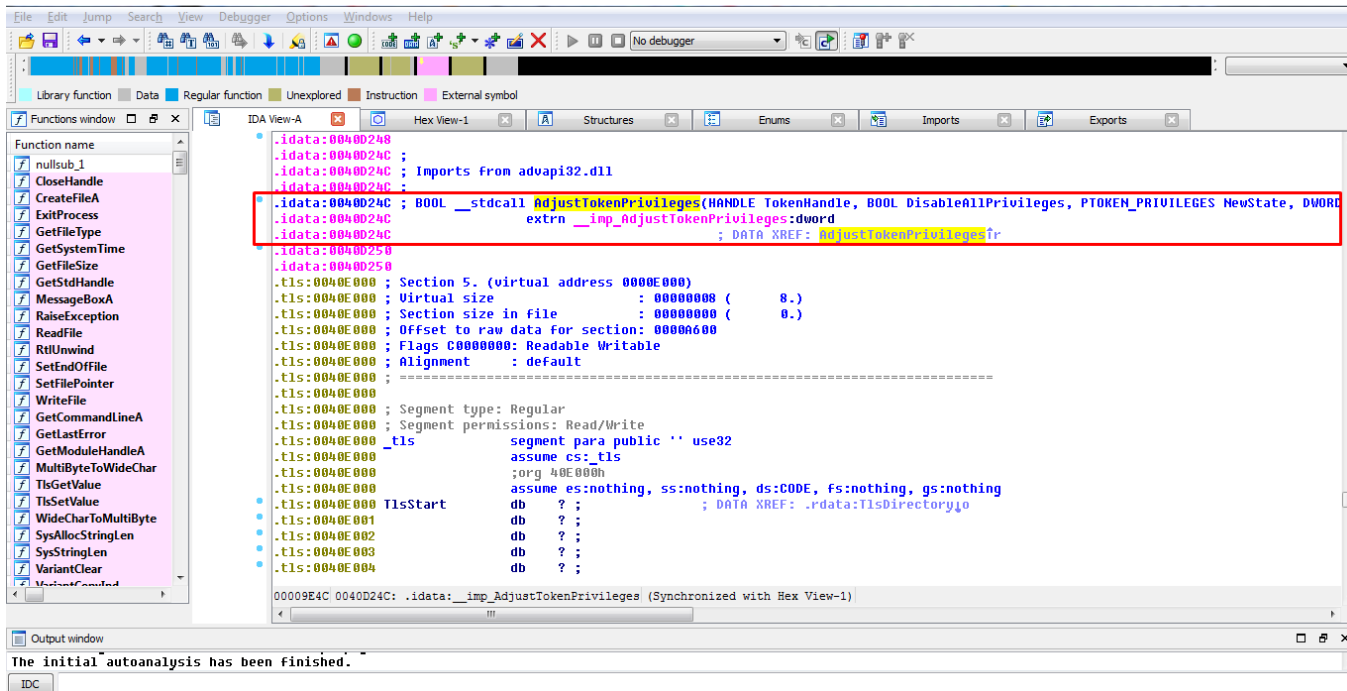 File Edit Jump Search View Debugger Options Windows Help
No debugger
Library function Data Regular function Unexplored Instruction External symbol
Functions window IDA View-A Hex View-1 Structures Enums Imports Exports
Function name
nullsub_1
CloseHandle
CreateFileA
ExitProcess
GetFileType
GetSystemTime
GetFileSize
GetStdHandle
MessageBoxA
RaiseException
ReadFile
RtlUnwind
SetEndOfFile
SetFilePointer
WriteFile
GetCommandLineA
GetLastError
GetModuleHandleA
MultiByteToWideChar
TlsGetValue
TlsSetValue
WideCharToMultiByte
SysAllocStringLen
SysStringLen
VariantClear
VariantCopyInd
.idata:0040D248
.idata:0040D24C ;
.idata:0040D24C ; Imports from advapi32.dll
.idata:0040D24C ;
.idata:0040D24C ; BOOL __stdcall AdjustTokenPrivileges(HANDLE TokenHandle, BOOL DisableAllPrivileges, PTOKEN_PRIVILEGES NewState, DWORD
.idata:0040D24C extrn __imp_AdjustTokenPrivileges:dword
.idata:0040D24C ; DATA XREF: AdjustTokenPrivileges↑r
.idata:0040D250
.idata:0040D250
.tls:0040E000 ; Section 5. (virtual address 0000E000)
.tls:0040E000 ; Virtual size : 00000008 ( 8.)
.tls:0040E000 ; Section size in file : 00000000 ( 0.)
.tls:0040E000 ; Offset to raw data for section: 0000A600
.tls:0040E000 ; Flags C0000000: Readable Writable
.tls:0040E000 ; Alignment : default
.tls:0040E000 ; ===========================================================================
.tls:0040E000
.tls:0040E000 ; Segment type: Regular
.tls:0040E000 ; Segment permissions: Read/Write
.tls:0040E000 _tls segment para public '' use32
.tls:0040E000 assume cs:_tls
.tls:0040E000 ;org 40E000h
.tls:0040E000 assume es:nothing, ss:nothing, ds:CODE, fs:nothing, gs:nothing
.tls:0040E000 TlsStart db ? ; ; DATA XREF: .rdata:TlsDirectory↓o
.tls:0040E001 db ? ;
.tls:0040E002 db ? ;
.tls:0040E003 db ? ;
.tls:0040E004 db ? ;
00009E4C 0040D24C: .idata:__imp_AdjustTokenPrivileges (Synchronized with Hex View-1)
Output window
The initial autoanalysis has been finished.
IDC